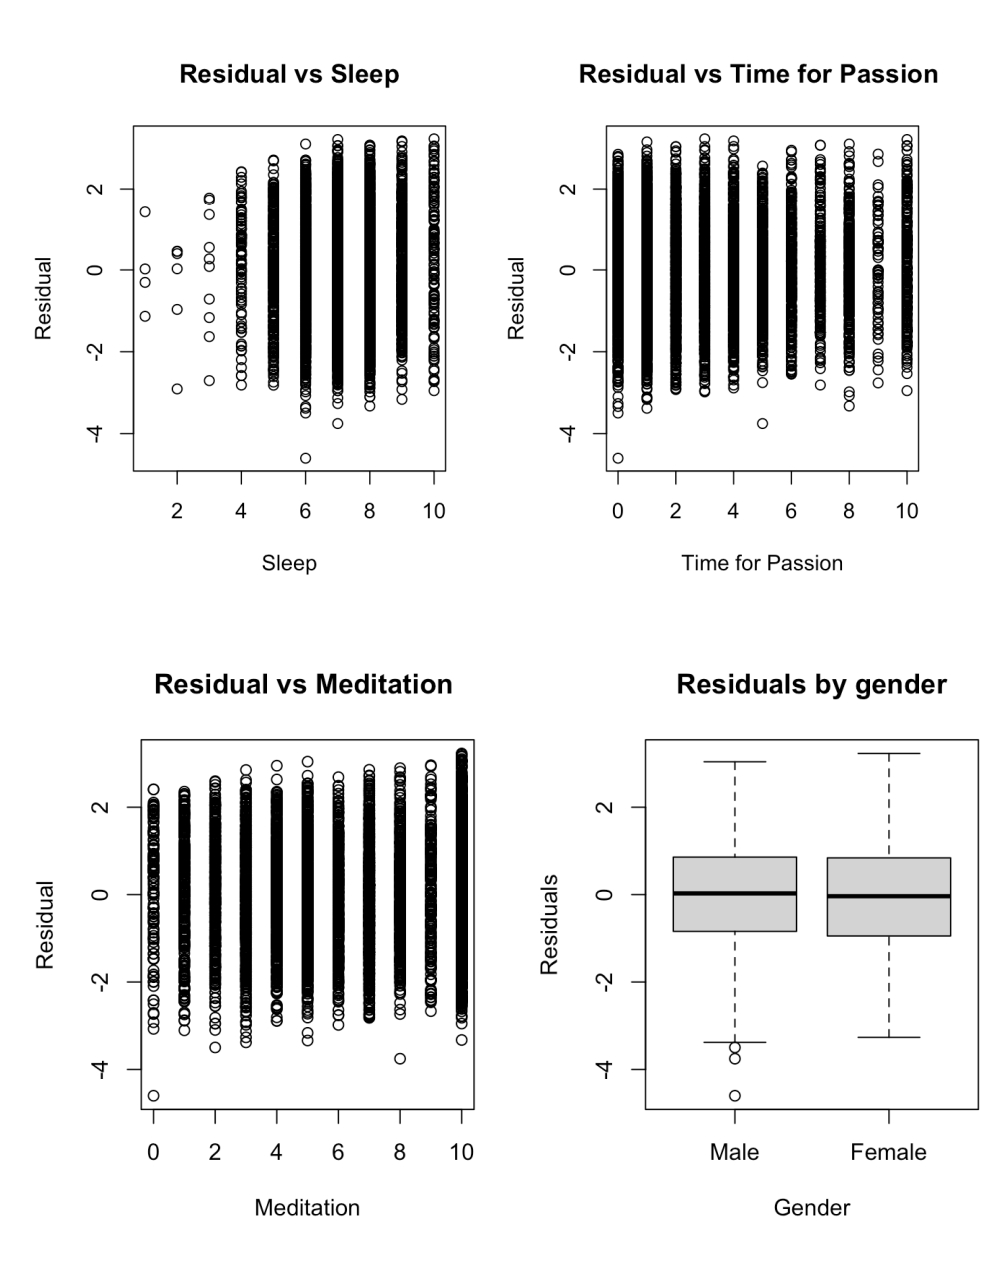 Residual vs Sleep
Residual
-4 -2 0 2
2 4 6 8 10
Sleep
Residual vs Time for Passion
Residual
-4 -2 0 2
0 2 4 6 8 10
Time for Passion
Residual vs Meditation
Residual
-4 -2 0 2
0 2 4 6 8 10
Meditation
Residuals by gender
Residuals
-4 -2 0 2
Male Female
Gender